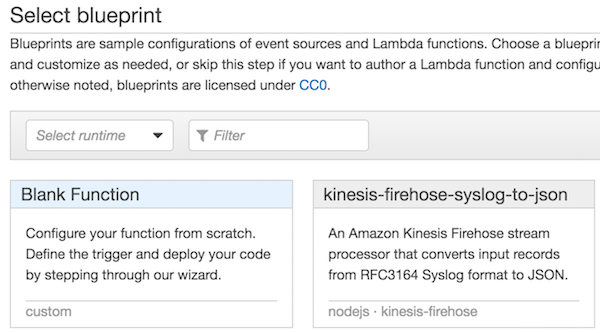 Select blueprint
Blueprints are sample configurations of event sources and Lambda functions. Choose a
and customize as needed, or skip this step if you want to author a Lambda function and
otherwise noted, blueprints are licensed under CC0.
Select runtime
Filter
Blank Function
Configure your function from scratch.
Define the trigger and deploy your code
by stepping through our wizard.
custom
kinesis-firehose-syslog-to-json
An Amazon Kinesis Firehose stream
processor that converts input records
from RFC3164 Syslog format to JSON.
nodejs · kinesis-firehose